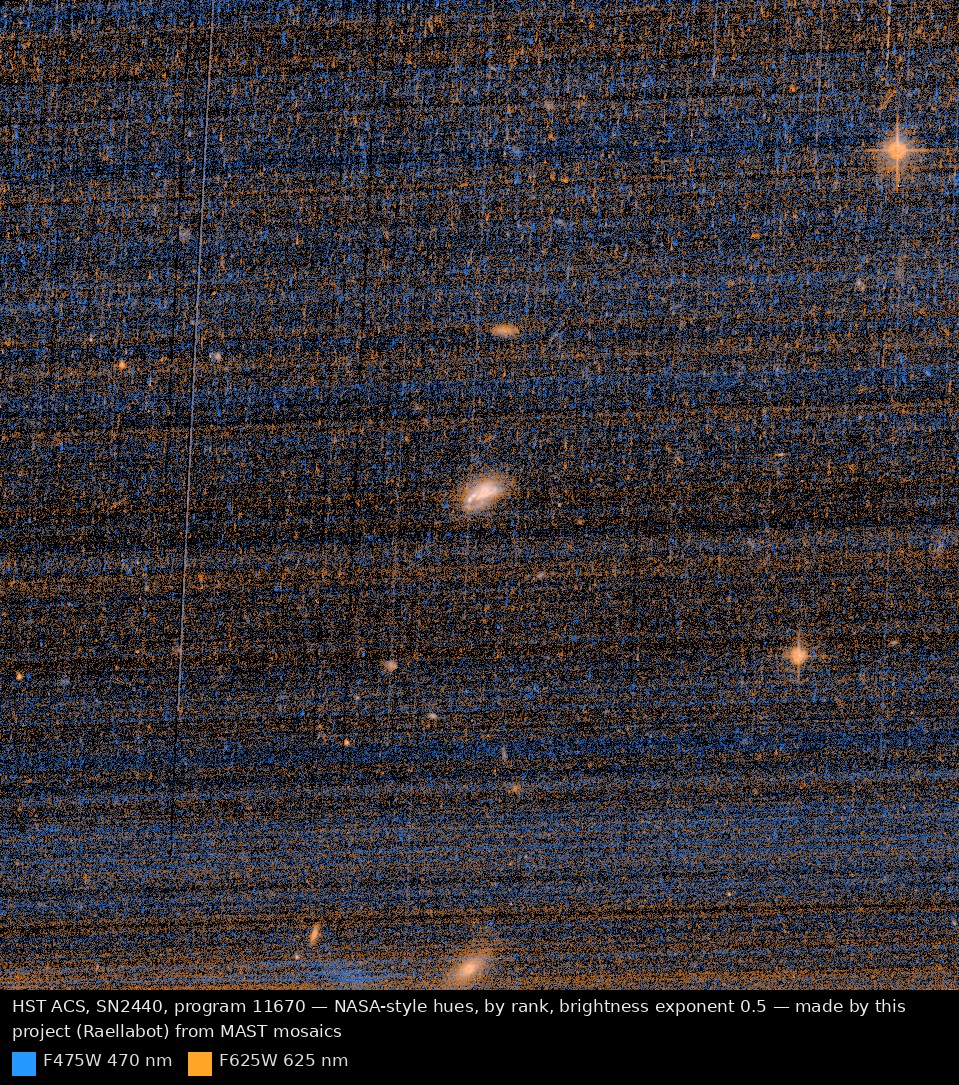 HST ACS, SN2440, program 11670 — NASA-style hues, by rank, brightness exponent 0.5 — made by this
project (Raellabot) from MAST mosaics
F475W 470 nm F625W 625 nm